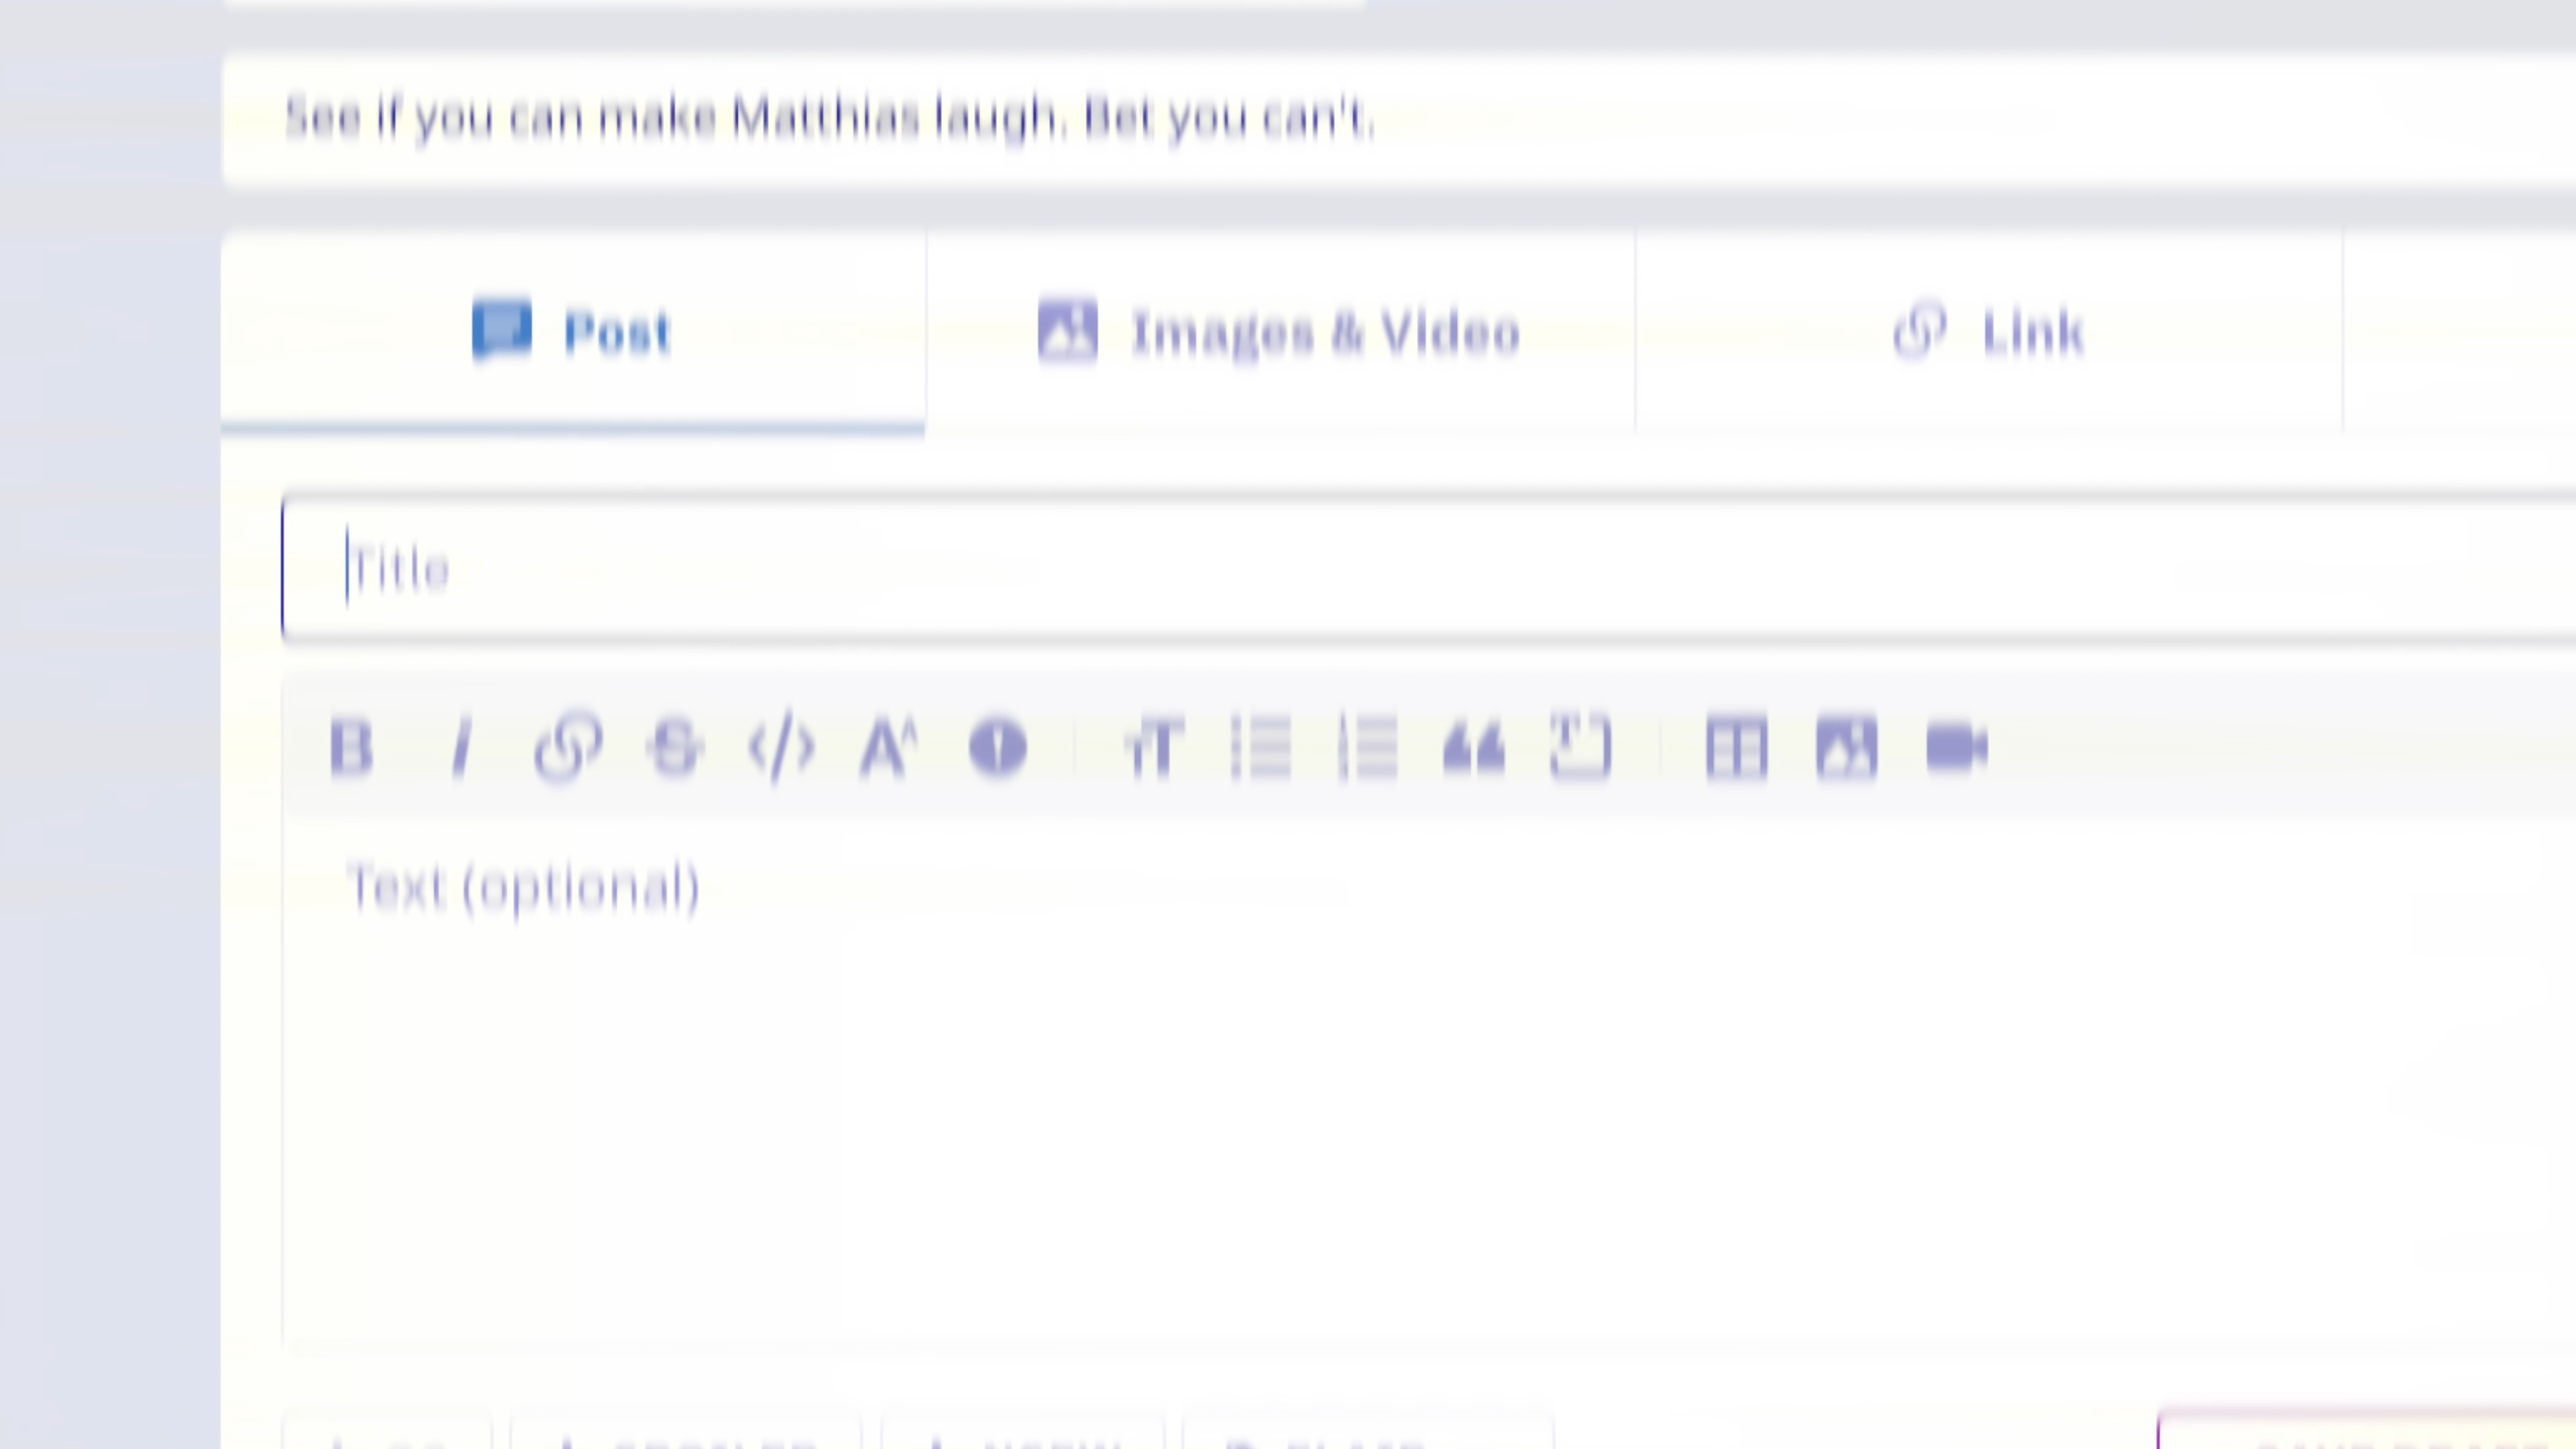 See if you can make Matthias laugh. Bet you can't.
Post
Images & Video
Link
Title
Text (optional)